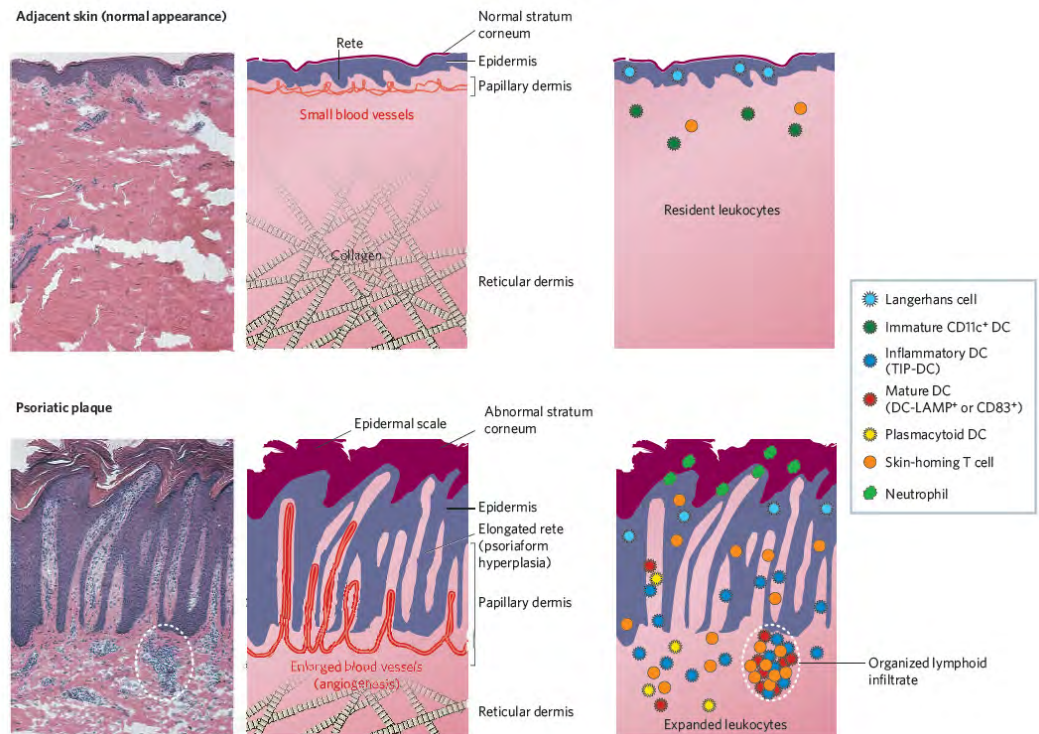 Adjacent skin (normal appearance)
Normal stratum
corneum
Rete
Epidermis
Papillary dermis
Small blood vessels
Collagen
Reticular dermis
Resident leukocytes
Langerhans cell
Immature CD11c⁺ DC
Inflammatory DC
(TIP-DC)
Mature DC
(DC-LAMP⁺ or CD83⁺)
Plasmacytoid DC
Skin-homing T cell
Neutrophil
Psoriatic plaque
Epidermal scale
Abnormal stratum
corneum
Epidermis
Elongated rete
(psoriaform
hyperplasia)
Papillary dermis
Enlarged blood vessels
(angiogenesis)
Reticular dermis
Organized lymphoid
infiltrate
Expanded leukocytes